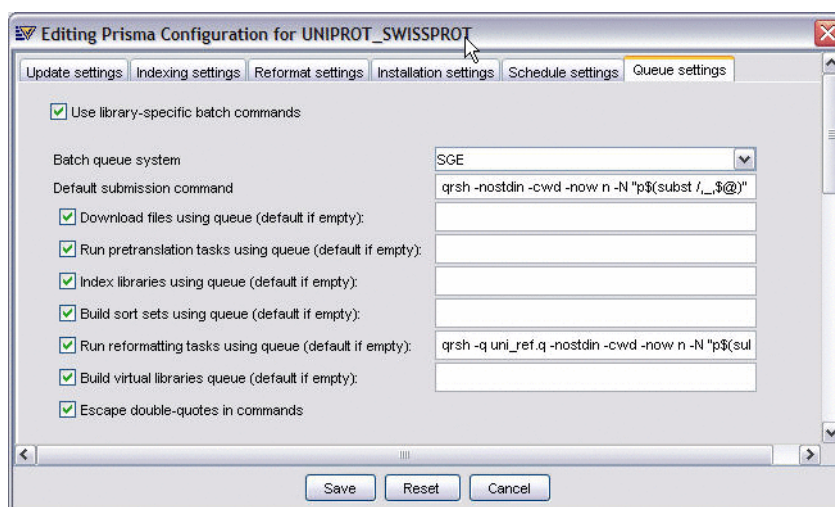 Editing Prisma Configuration for UNIPROT_SWISSPROT
Update settings Indexing settings Reformat settings Installation settings Schedule settings Queue settings
Use library-specific batch commands
Batch queue system SGE
Default submission command qrsh -nostdin -cwd -now n -N "p$(subst /,_,$@)"
Download files using queue (default if empty):
Run pretranslation tasks using queue (default if empty):
Index libraries using queue (default if empty):
Build sort sets using queue (default if empty):
Run reformatting tasks using queue (default if empty): qrsh -q uni_ref.q -nostdin -cwd -now n -N "p$(sul
Build virtual libraries queue (default if empty):
Escape double-quotes in commands
Save Reset Cancel